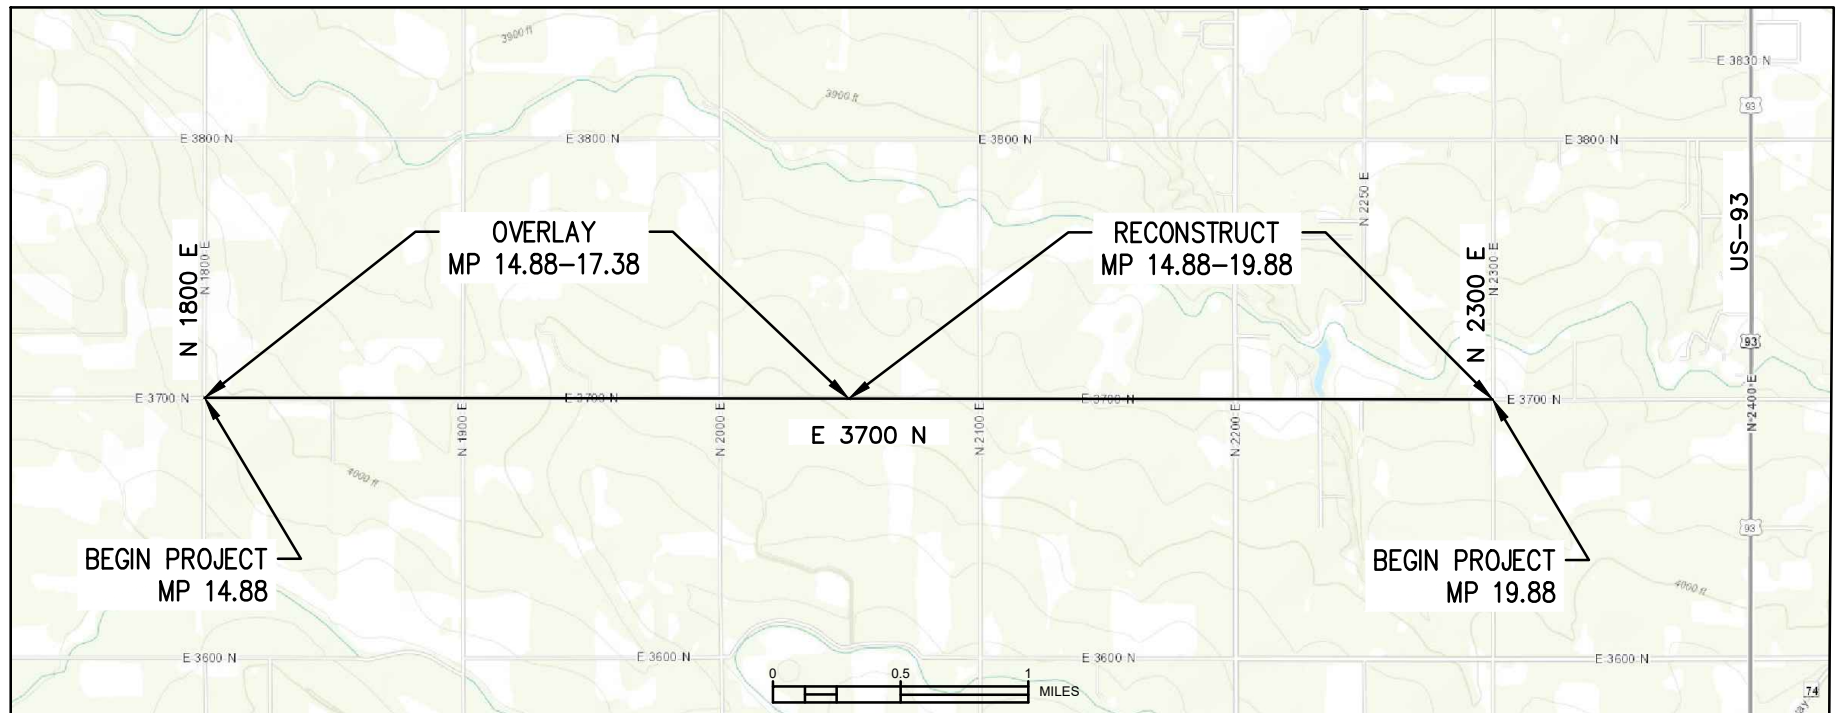 3900 ft
E 3830 N
93
3900 ft
E 3800 N
E 3800 N
E 3800 N
E 3800 N
N 2250 E
US-93
OVERLAY
MP 14.88-17.38
RECONSTRUCT
MP 14.88-19.88
N 1800 E
N 1800 E
N 2300 E
N 2300 E
93
E 3700 N
E 3700 N
E 3700 N
E 3700 N
N 2400 E
N 1900 E
N 2000 E
E 3700 N
N 2100 E
N 2200 E
4000 ft
93
BEGIN PROJECT
MP 14.88
BEGIN PROJECT
MP 19.88
4000 ft
E 3600 N
E 3600 N
E 3600 N
E 3600 N
0 0.5 1
MILES
74